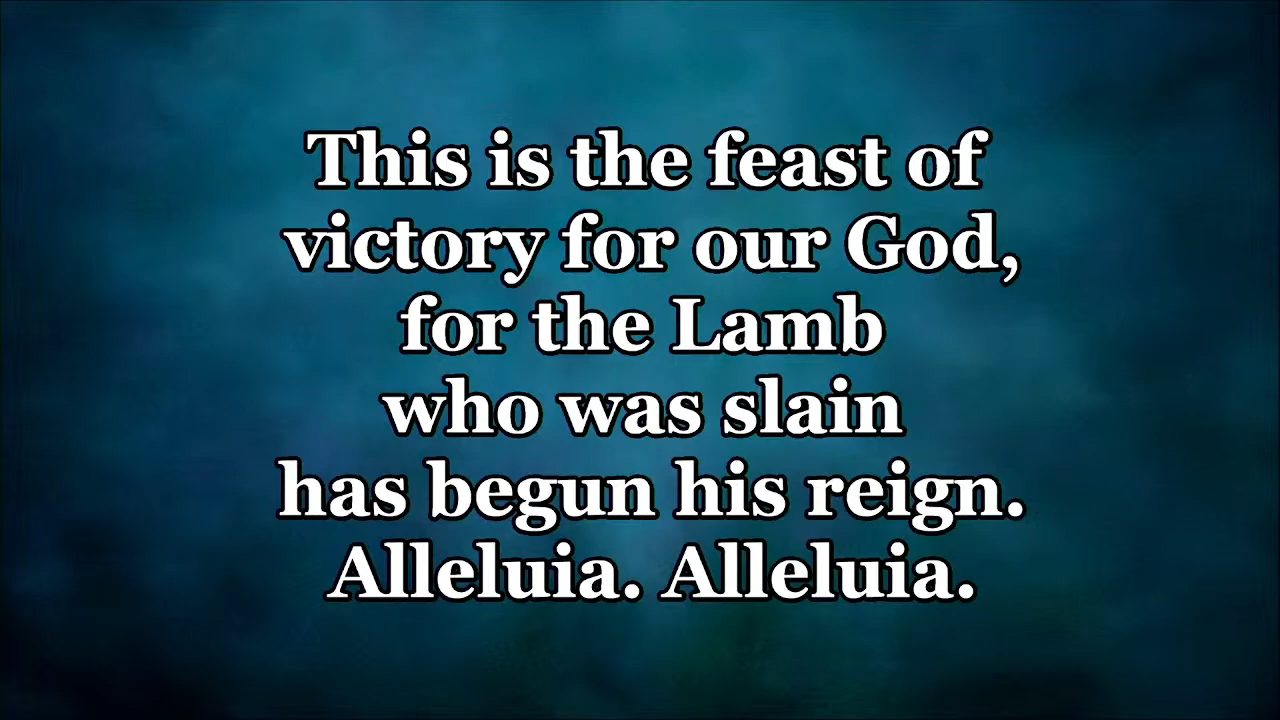 This is the feast of
victory for our God,
for the Lamb
who was slain
has begun his reign.
Alleluia. Alleluia.